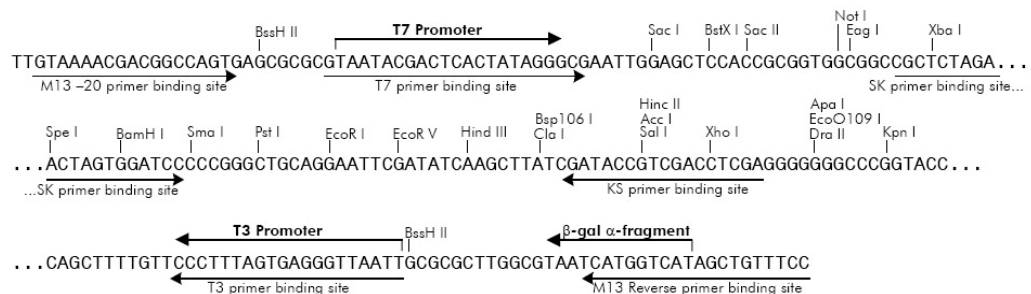 Not I
T7 Promoter Sac I BstX I Sac II Eag I Xba I
BssH II
TTGTAAAACGACGGCCAGTGAGCGCGCGTAATACGACTCACTATAGGGCGAATTGGAGCTCCACCGCGGTGGCGGCCGCTCTAGA...
M13 –20 primer binding site T7 primer binding site SK primer binding site...
Hinc II Apa I
Bsp106 I Acc I EcoO109 I
Spe I BamH I Sma I Pst I EcoR I EcoR V Hind III Cla I Sal I Xho I Dra II Kpn I
...ACTAGTGGATCCCCCGGGCTGCAGGAATTCGATATCAAGCTTATCGATACCGTCGACCTCGAGGGGGGGCCCGGTACC...
...SK primer binding site KS primer binding site
T3 Promoter BssH II β-gal α-fragment
...CAGCTTTTGTTCCCTTTAGTGAGGGTTAATTGCGCGCTTGGCGTAATCATGGTCATAGCTGTTTCC
T3 primer binding site M13 Reverse primer binding site